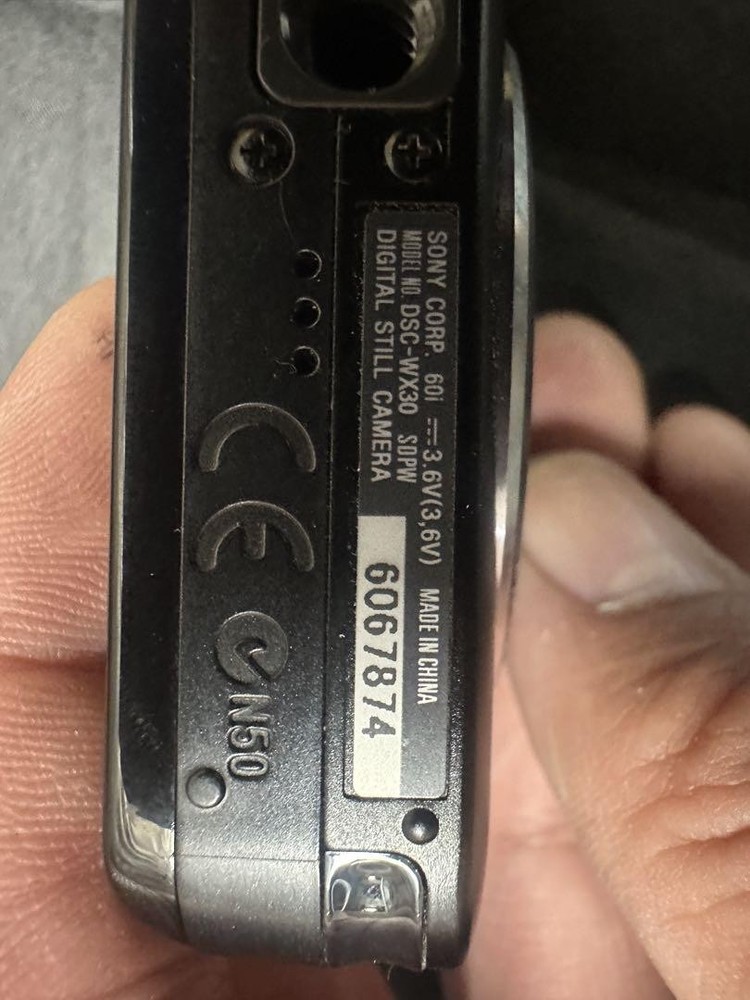 SONY CORP. 60i ⎓3.6V(3,6V) MADE IN CHINA
MODEL NO. DSC-WX30 SDPW
DIGITAL STILL CAMERA
6067874
CE
N50